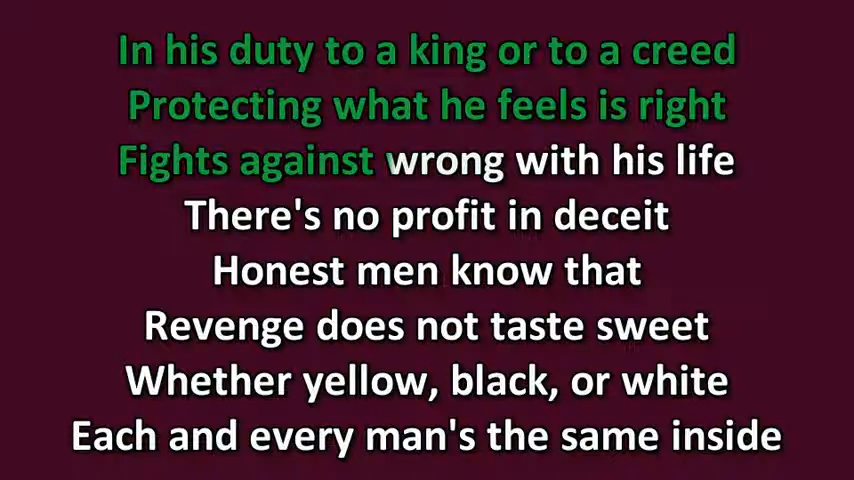 In his duty to a king or to a creed
Protecting what he feels is right
Fights against wrong with his life
There's no profit in deceit
Honest men know that
Revenge does not taste sweet
Whether yellow, black, or white
Each and every man's the same inside